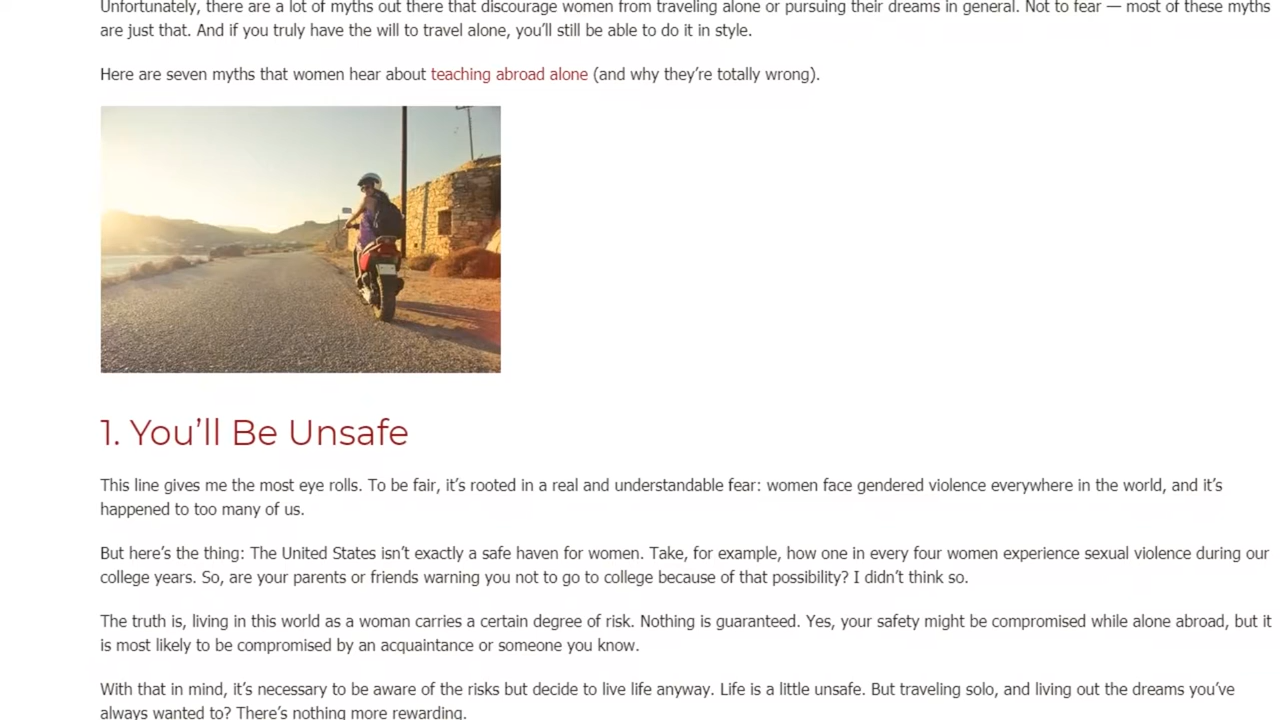 Unfortunately, there are a lot of myths out there that discourage women from traveling alone or pursuing their dreams in general. Not to fear — most of these myths
are just that. And if you truly have the will to travel alone, you’ll still be able to do it in style.
Here are seven myths that women hear about teaching abroad alone (and why they’re totally wrong).
1. You’ll Be Unsafe
This line gives me the most eye rolls. To be fair, it’s rooted in a real and understandable fear: women face gendered violence everywhere in the world, and it’s
happened to too many of us.
But here’s the thing: The United States isn’t exactly a safe haven for women. Take, for example, how one in every four women experience sexual violence during our
college years. So, are your parents or friends warning you not to go to college because of that possibility? I didn’t think so.
The truth is, living in this world as a woman carries a certain degree of risk. Nothing is guaranteed. Yes, your safety might be compromised while alone abroad, but it
is most likely to be compromised by an acquaintance or someone you know.
With that in mind, it’s necessary to be aware of the risks but decide to live life anyway. Life is a little unsafe. But traveling solo, and living out the dreams you’ve
always wanted to? There’s nothing more rewarding.